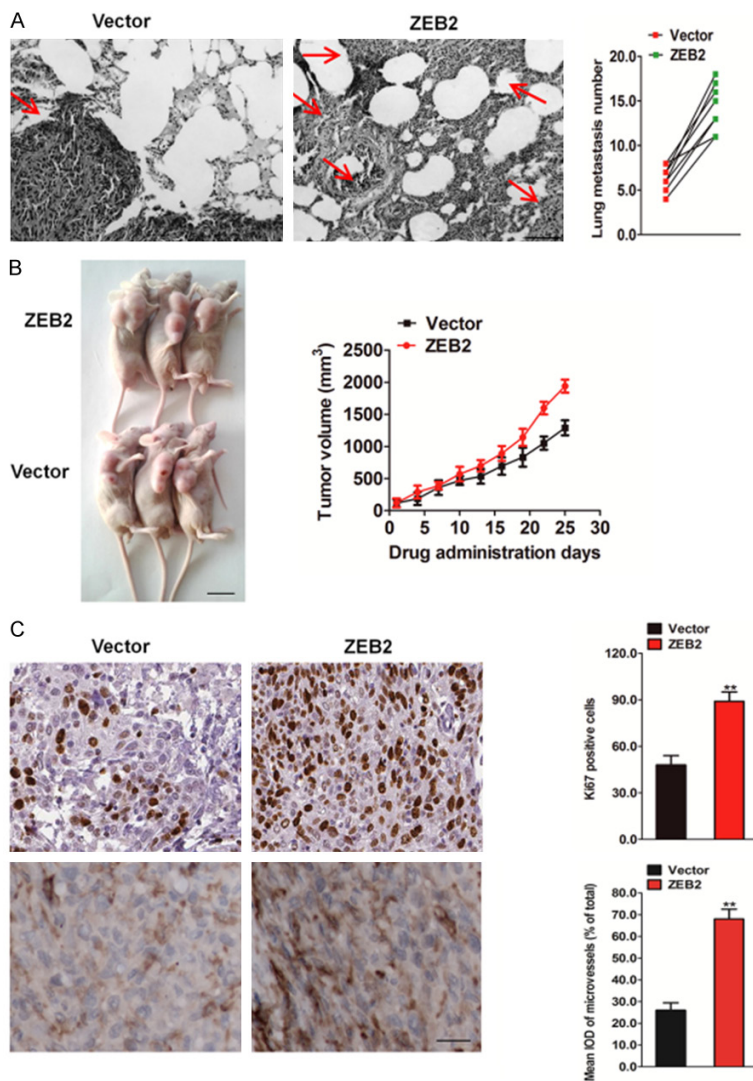 A
Vector
ZEB2
Vector
ZEB2
Lung metastasis number
20.0
15.0
10.0
5.0
0.0
B
ZEB2
Vector
Vector
ZEB2
Tumor volume (mm³)
2500
2000
1500
1000
500
0
0 5 10 15 20 25 30
Drug administration days
C
Vector
ZEB2
Vector
ZEB2
Ki67 positive cells
120.0
90.0
60.0
30.0
0.0
**
Vector
ZEB2
Mean IOD of microvessels (% of total)
80.0
70.0
60.0
50.0
40.0
30.0
20.0
10.0
0.0
**